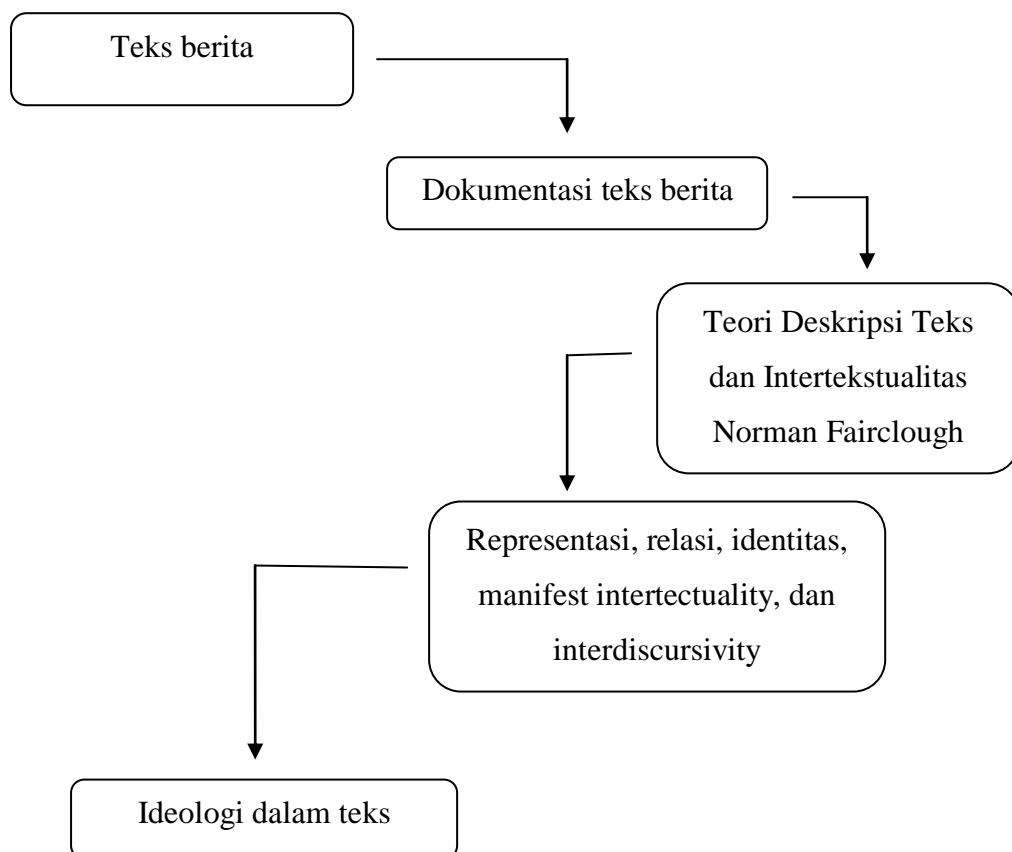 Teks berita
Dokumentasi teks berita
Teori Deskripsi Teks
dan Intertekstualitas
Norman Fairclough
Representasi, relasi, identitas,
manifest intertectuality, dan
interdiscursivity
Ideologi dalam teks